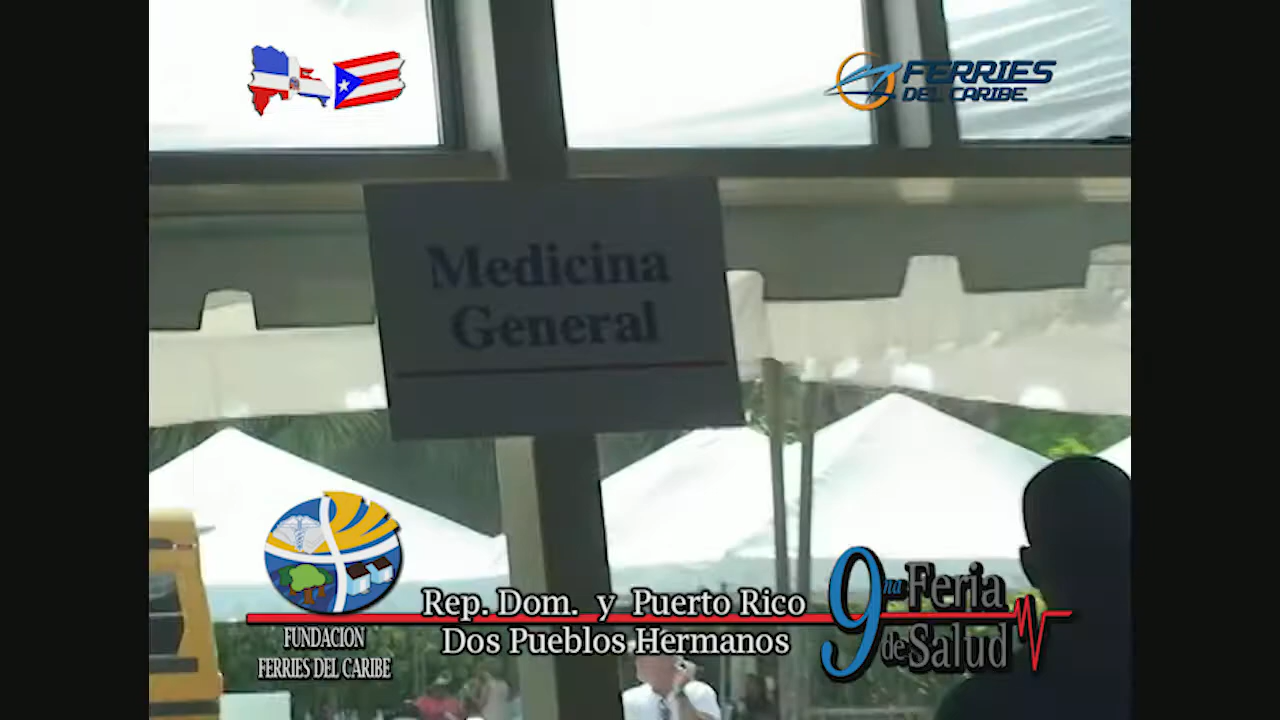 FERRIES
DEL CARIBE
Medicina
General
FUNDACION
FERRIES DEL CARIBE
Rep. Dom. y Puerto Rico
Dos Pueblos Hermanos
9na Feria
de Salud